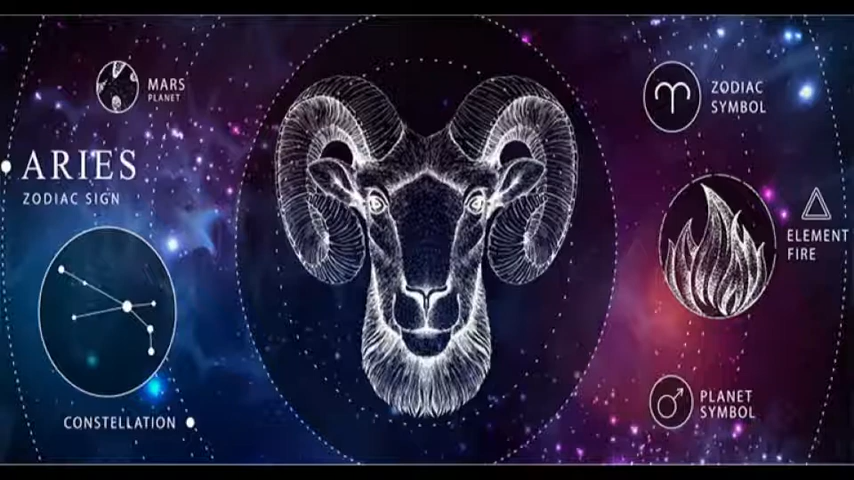 MARS
PLANET
ARIES
ZODIAC SIGN
CONSTELLATION
ZODIAC
SYMBOL
ELEMENT
FIRE
PLANET
SYMBOL